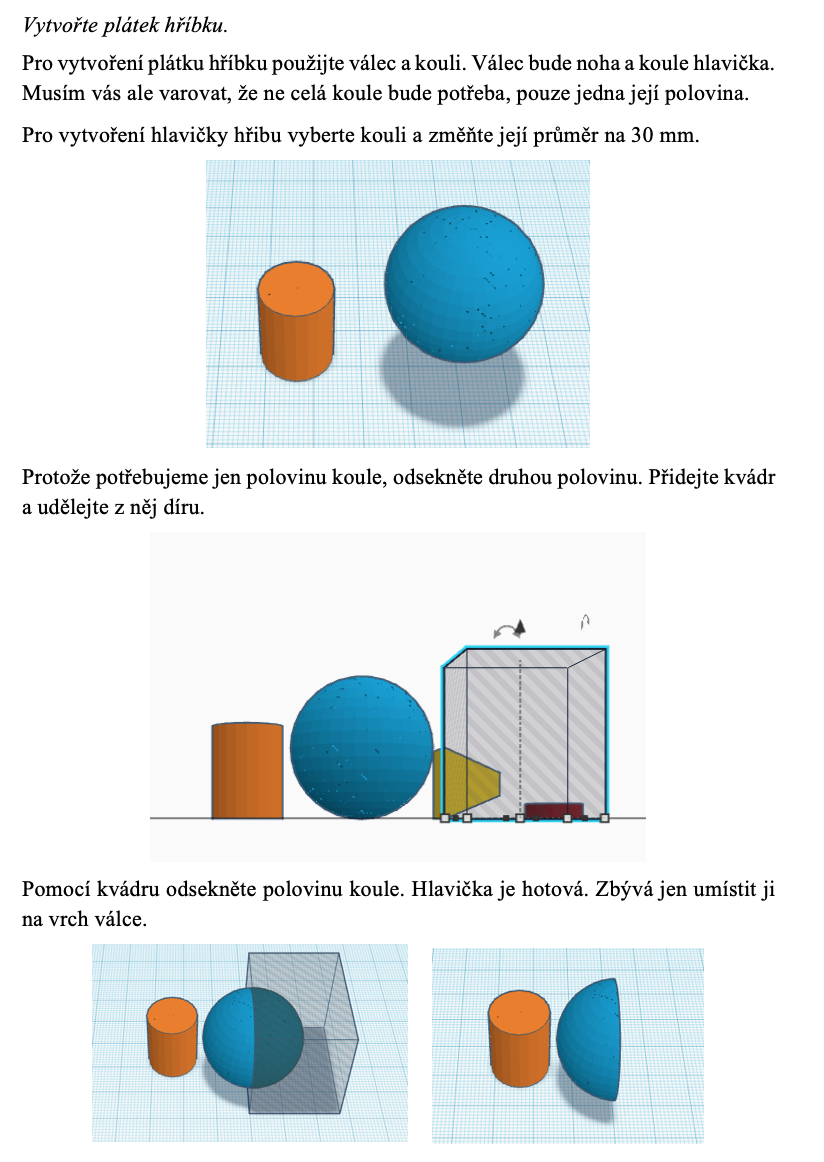 Vytvořte plátek hříbku.
Pro vytvoření plátku hříbku použijte válec a kouli. Válec bude noha a koule hlavička.
Musím vás ale varovat, že ne celá koule bude potřeba, pouze jedna její polovina.
Pro vytvoření hlavičky hřibu vyberte kouli a změňte její průměr na 30 mm.
Protože potřebujeme jen polovinu koule, odsekněte druhou polovinu. Přidejte kvádr
a udělejte z něj díru.
Pomocí kvádru odsekněte polovinu koule. Hlavička je hotová. Zbývá jen umístit ji
na vrch válce.